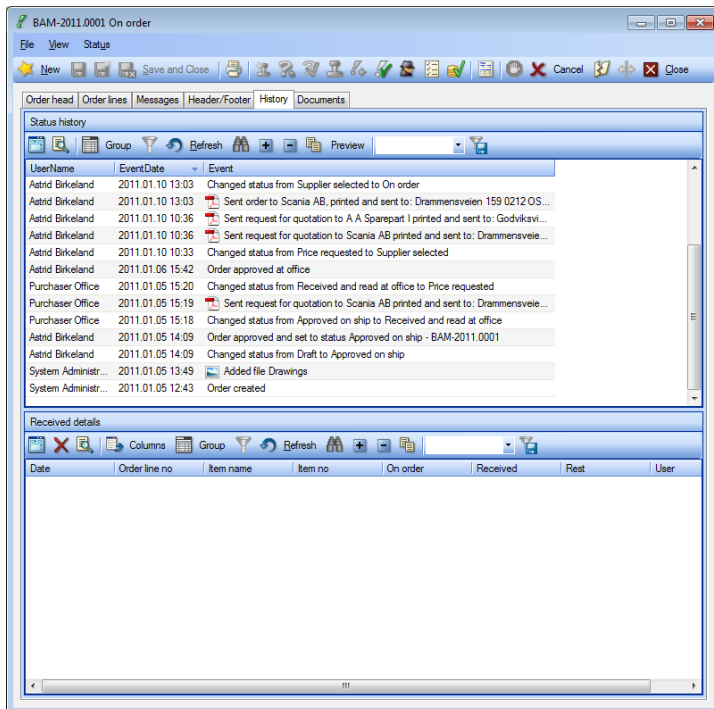 BAM-2011.0001 On order
File View Status
New Save and Close Cancel Close
Order head Order lines Messages Header/Footer History Documents
Status history
Group Refresh Preview
UserName EventDate Event
Astrid Birkeland 2011.01.10 13:03 Changed status from Supplier selected to On order
Astrid Birkeland 2011.01.10 13:03 Sent order to Scania AB, printed and sent to: Drammensveien 159 0212 OS...
Astrid Birkeland 2011.01.10 10:36 Sent request for quotation to A A Sparepart I printed and sent to: Godviksvi...
Astrid Birkeland 2011.01.10 10:36 Sent request for quotation to Scania AB printed and sent to: Drammensveie...
Astrid Birkeland 2011.01.10 10:33 Changed status from Price requested to Supplier selected
Astrid Birkeland 2011.01.06 15:42 Order approved at office
Purchaser Office 2011.01.05 15:20 Changed status from Received and read at office to Price requested
Purchaser Office 2011.01.05 15:19 Sent request for quotation to Scania AB printed and sent to: Drammensveie...
Purchaser Office 2011.01.05 15:18 Changed status from Approved on ship to Received and read at office
Astrid Birkeland 2011.01.05 14:09 Order approved and set to status Approved on ship - BAM-2011.0001
Astrid Birkeland 2011.01.05 14:09 Changed status from Draft to Approved on ship
System Administr... 2011.01.05 13:49 Added file Drawings
System Administr... 2011.01.05 12:43 Order created
Received details
Columns Group Refresh
Date Order line no Item name Item no On order Received Rest User